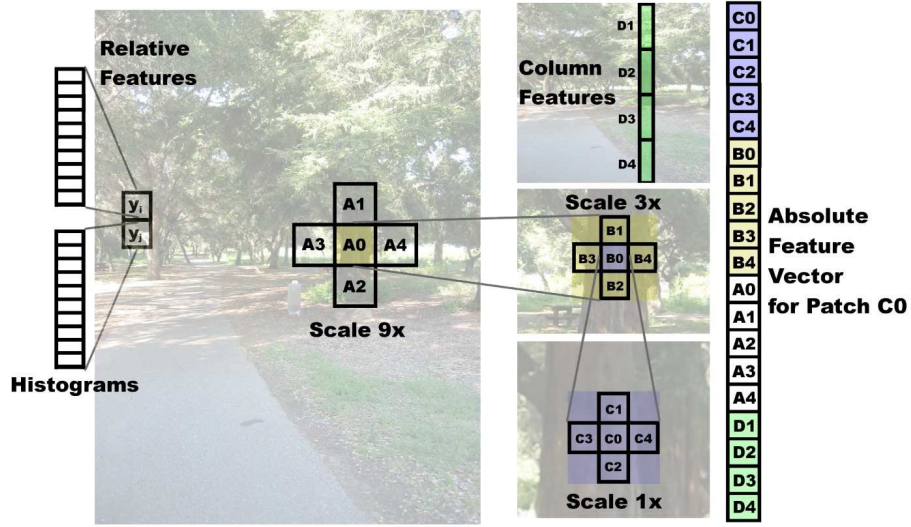 Relative
Features
y_i
y_j
Histograms
A1
A3 A0 A4
A2
Scale 9x
Column
Features
D1
D2
D3
D4
Scale 3x
B1
B3 B0 B4
B2
C1
C3 C0 C4
C2
Scale 1x
C0
C1
C2
C3
C4
B0
B1
B2
B3
B4
A0
A1
A2
A3
A4
D1
D2
D3
D4
Absolute
Feature
Vector
for Patch C0